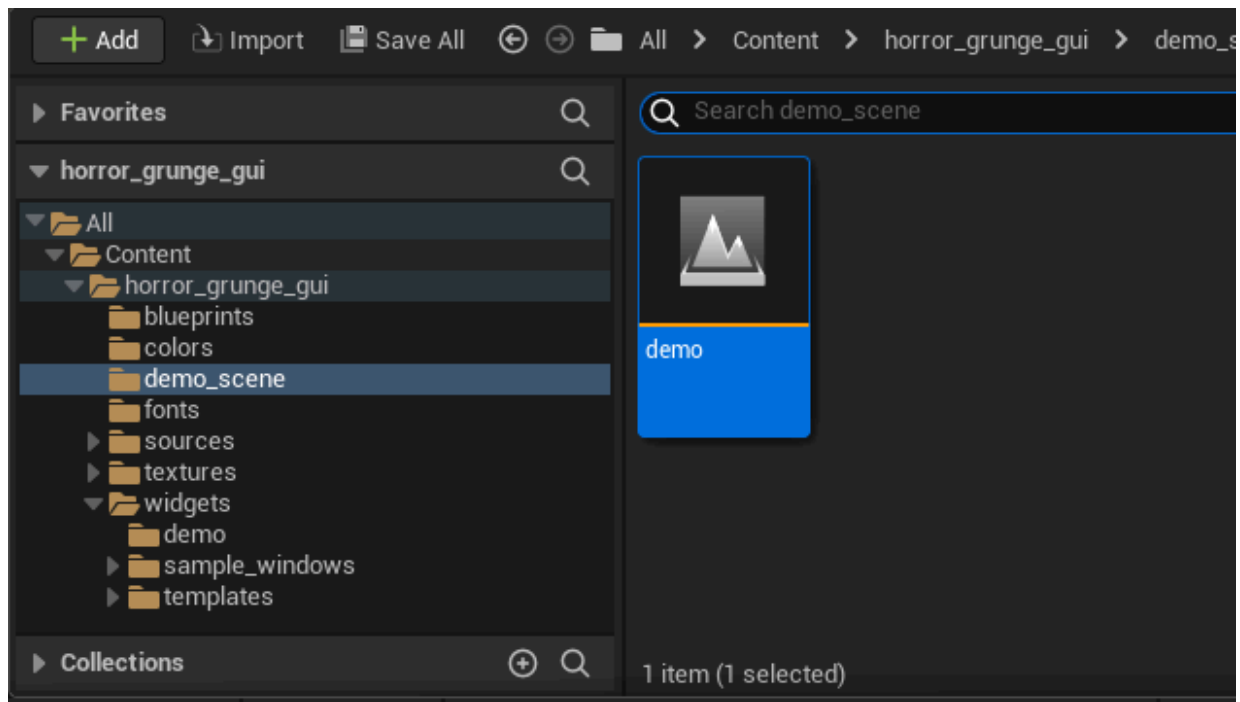 Add Import Save All All Content horror_grunge_gui demo_s
Favorites
Search demo_scene
horror_grunge_gui
All
Content
horror_grunge_gui
blueprints
colors
demo_scene
fonts
sources
textures
widgets
demo
sample_windows
templates
demo
Collections
1 item (1 selected)